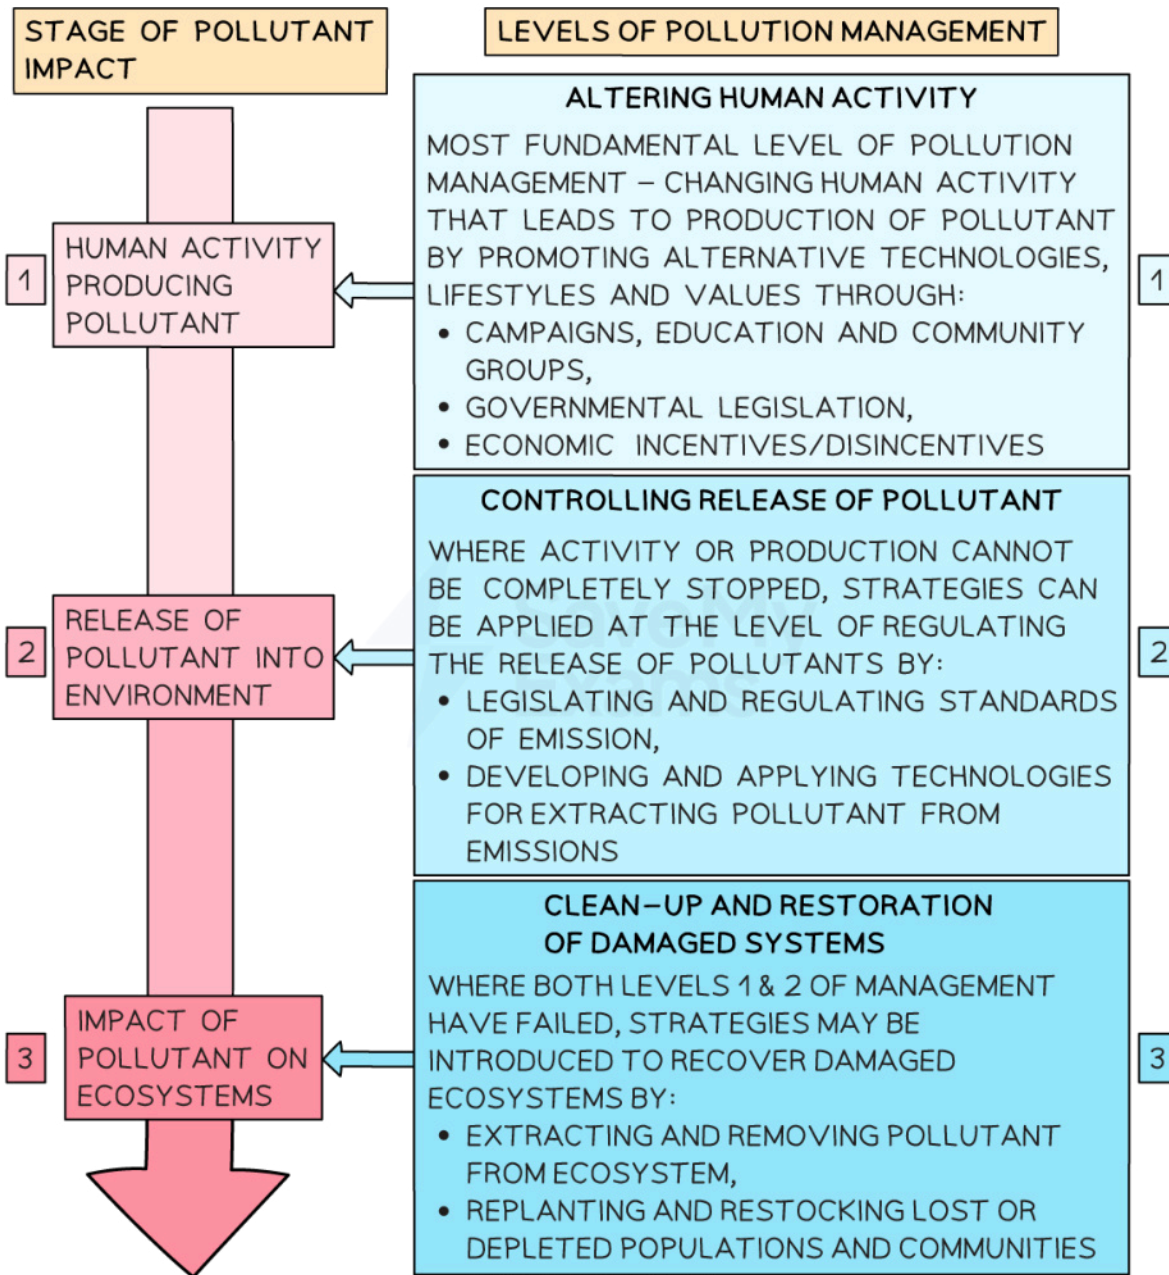 STAGE OF POLLUTANT
IMPACT
LEVELS OF POLLUTION MANAGEMENT
1
HUMAN ACTIVITY
PRODUCING
POLLUTANT
ALTERING HUMAN ACTIVITY
MOST FUNDAMENTAL LEVEL OF POLLUTION
MANAGEMENT – CHANGING HUMAN ACTIVITY
THAT LEADS TO PRODUCTION OF POLLUTANT
BY PROMOTING ALTERNATIVE TECHNOLOGIES,
LIFESTYLES AND VALUES THROUGH:
• CAMPAIGNS, EDUCATION AND COMMUNITY
GROUPS,
• GOVERNMENTAL LEGISLATION,
• ECONOMIC INCENTIVES/DISINCENTIVES
1
2
RELEASE OF
POLLUTANT INTO
ENVIRONMENT
CONTROLLING RELEASE OF POLLUTANT
WHERE ACTIVITY OR PRODUCTION CANNOT
BE COMPLETELY STOPPED, STRATEGIES CAN
BE APPLIED AT THE LEVEL OF REGULATING
THE RELEASE OF POLLUTANTS BY:
• LEGISLATING AND REGULATING STANDARDS
OF EMISSION,
• DEVELOPING AND APPLYING TECHNOLOGIES
FOR EXTRACTING POLLUTANT FROM
EMISSIONS
2
Save My
Exams
3
IMPACT OF
POLLUTANT ON
ECOSYSTEMS
CLEAN–UP AND RESTORATION
OF DAMAGED SYSTEMS
WHERE BOTH LEVELS 1 & 2 OF MANAGEMENT
HAVE FAILED, STRATEGIES MAY BE
INTRODUCED TO RECOVER DAMAGED
ECOSYSTEMS BY:
• EXTRACTING AND REMOVING POLLUTANT
FROM ECOSYSTEM,
• REPLANTING AND RESTOCKING LOST OR
DEPLETED POPULATIONS AND COMMUNITIES
3